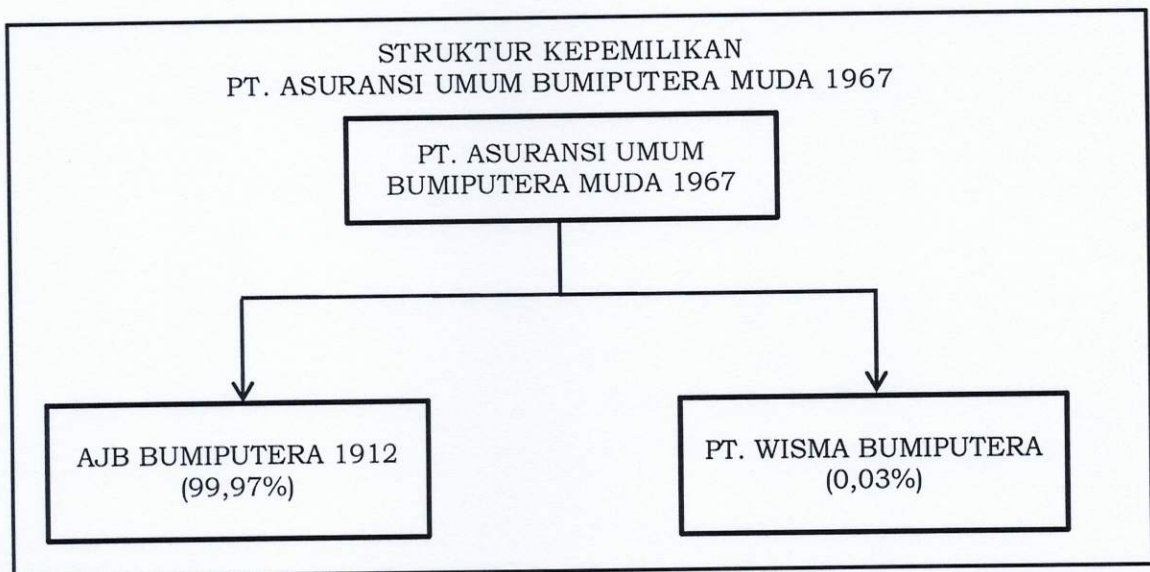 STRUKTUR KEPEMILIKAN
PT. ASURANSI UMUM BUMIPUTERA MUDA 1967
PT. ASURANSI UMUM
BUMIPUTERA MUDA 1967
AJB BUMIPUTERA 1912
(99,97%)
PT. WISMA BUMIPUTERA
(0,03%)